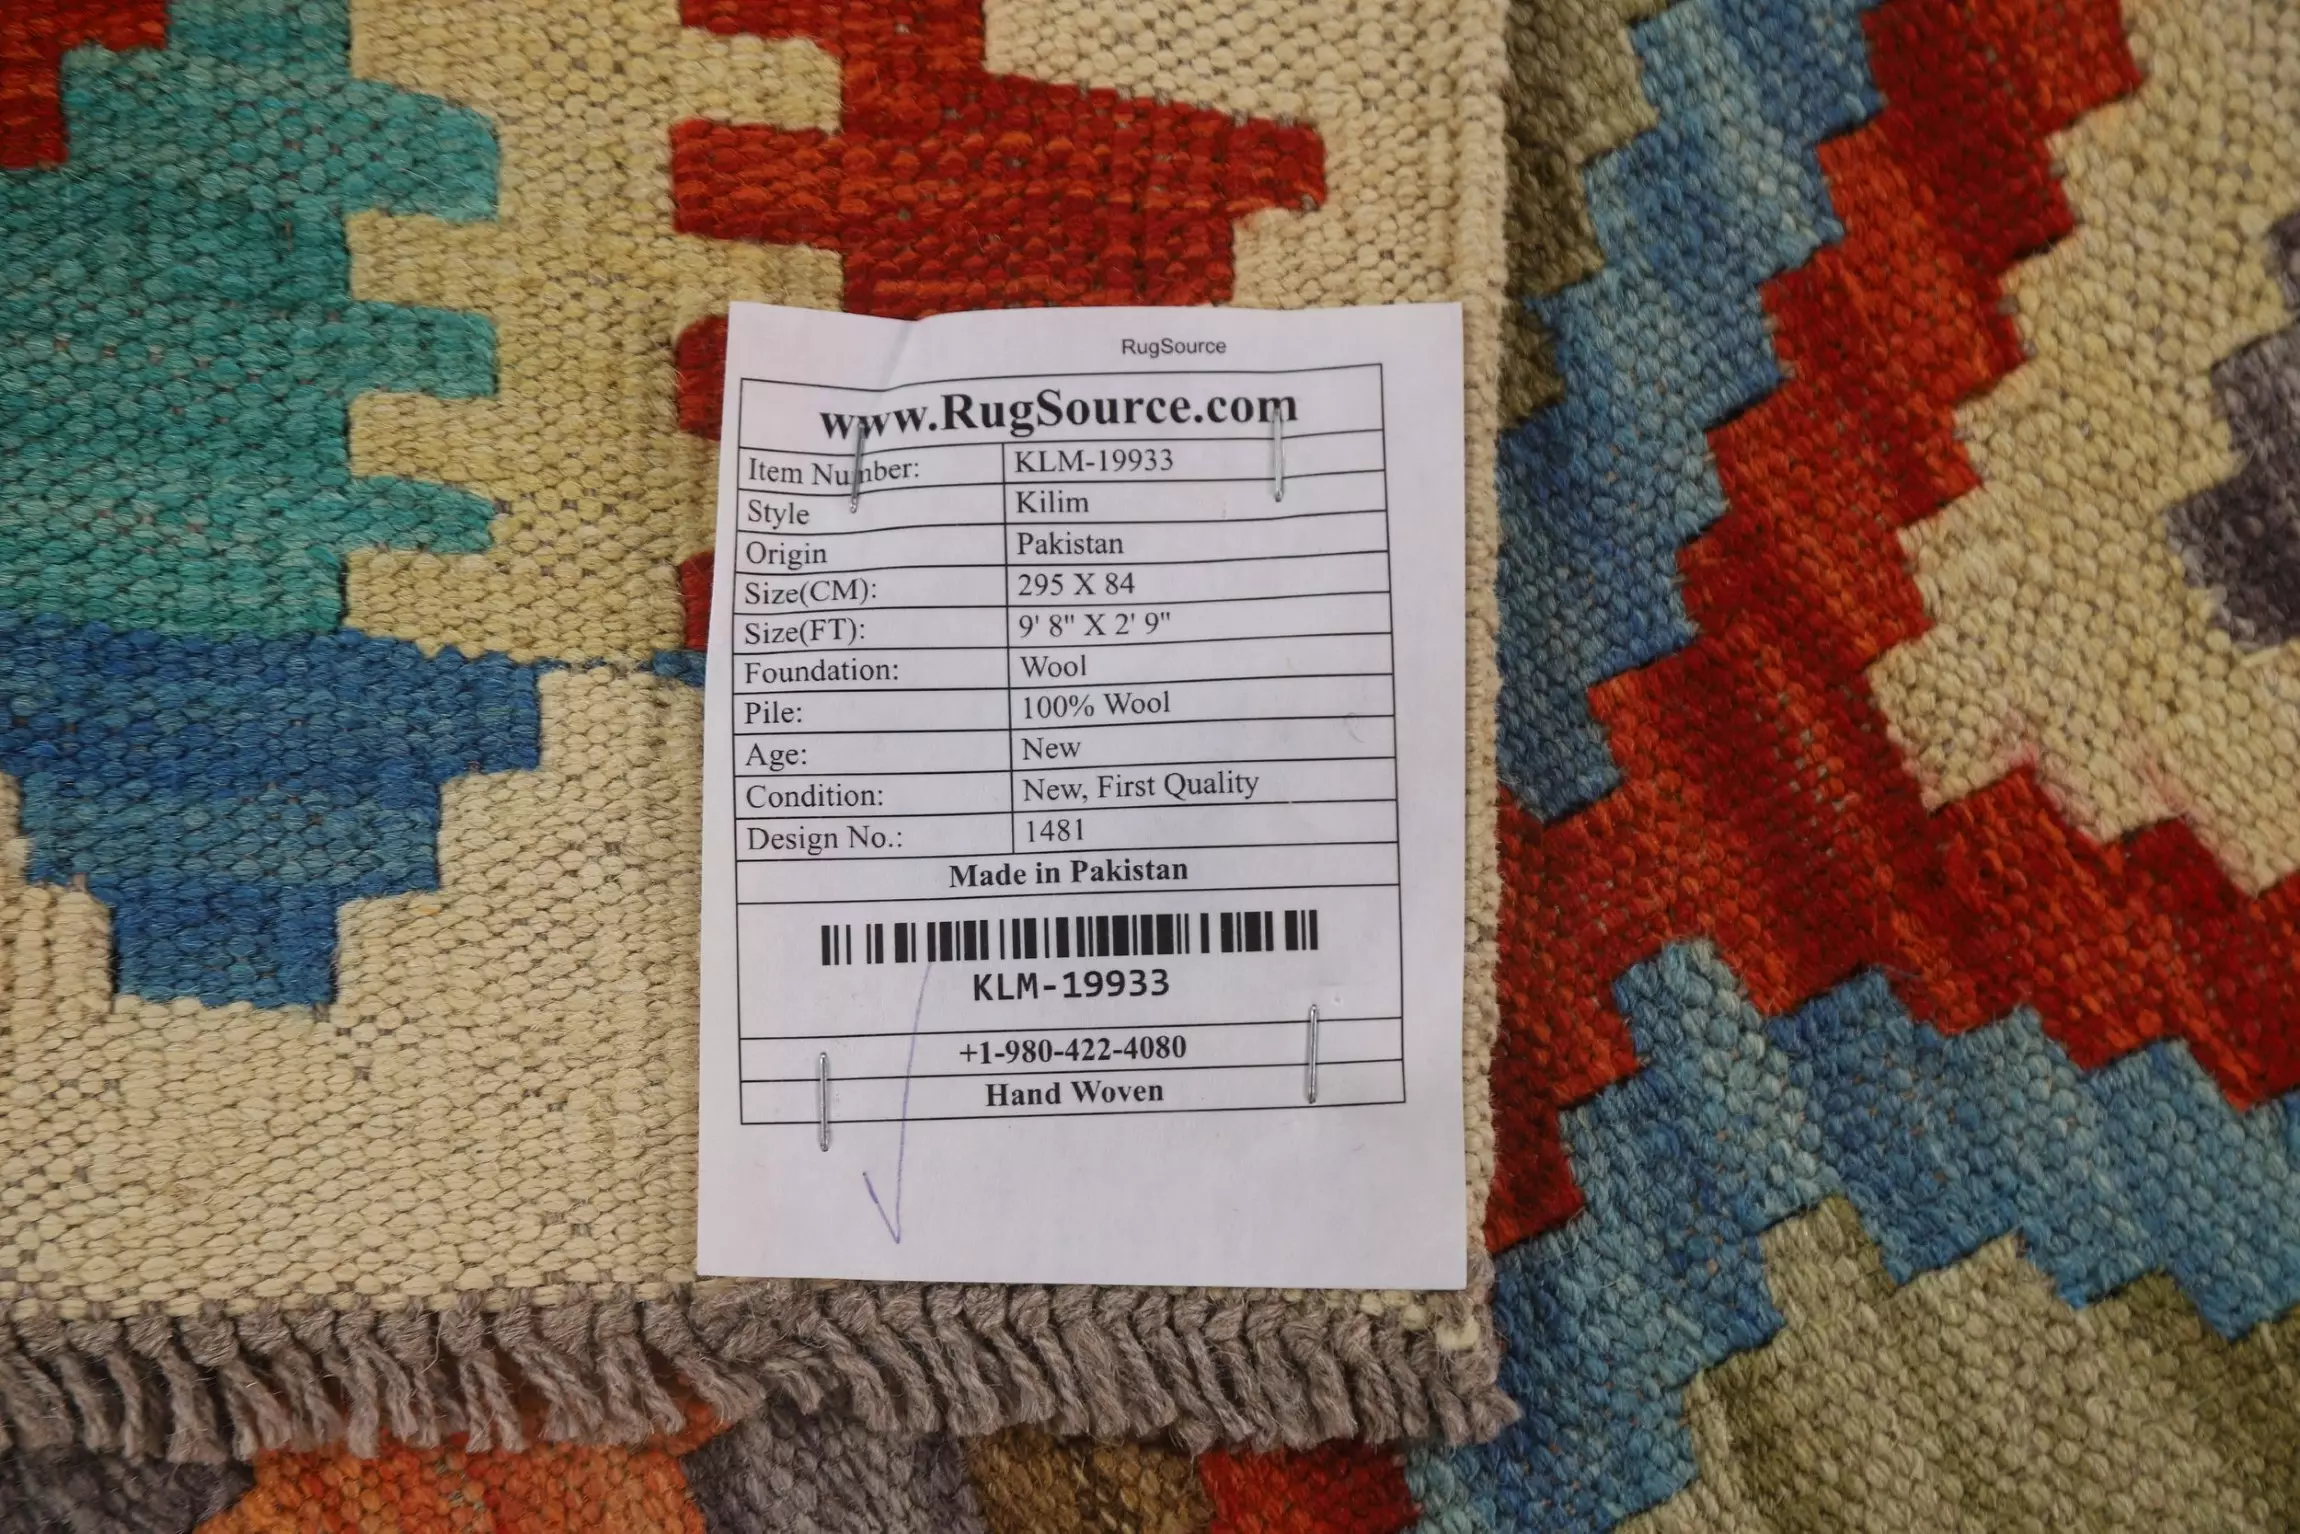 RugSource
www.RugSource.com
Item Number: KLM-19933
Style Kilim
Origin Pakistan
Size(CM): 295 X 84
Size(FT): 9' 8" X 2' 9"
Foundation: Wool
Pile: 100% Wool
Age: New
Condition: New, First Quality
Design No.: 1481
Made in Pakistan
KLM-19933
+1-980-422-4080
Hand Woven